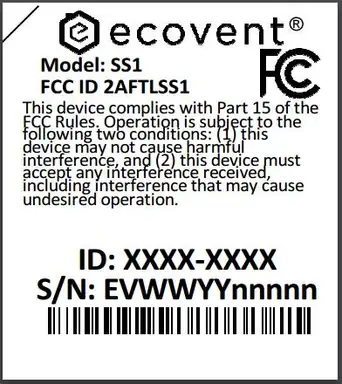 ecovent®
Model: SS1
FCC ID 2AFTLSS1
FC
This device complies with Part 15 of the
FCC Rules. Operation is subject to the
following two conditions: (1) this
device may not cause harmful
interference, and (2) this device must
accept any interference received,
including interference that may cause
undesired operation.
ID: XXXX-XXXX
S/N: EVWWYYnnnnn